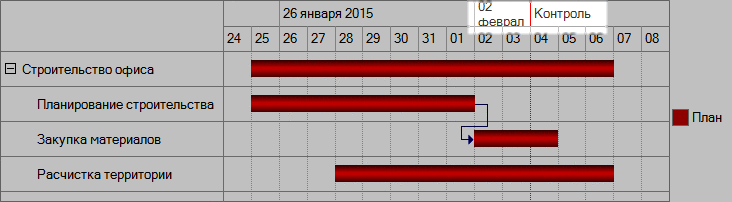 26 января 2015
02
феврал
Контроль
24 25 26 27 28 29 30 31 01 02 03 04 05 06 07 08
Строительство офиса
Планирование строительства
Закупка материалов
Расчистка территории
План